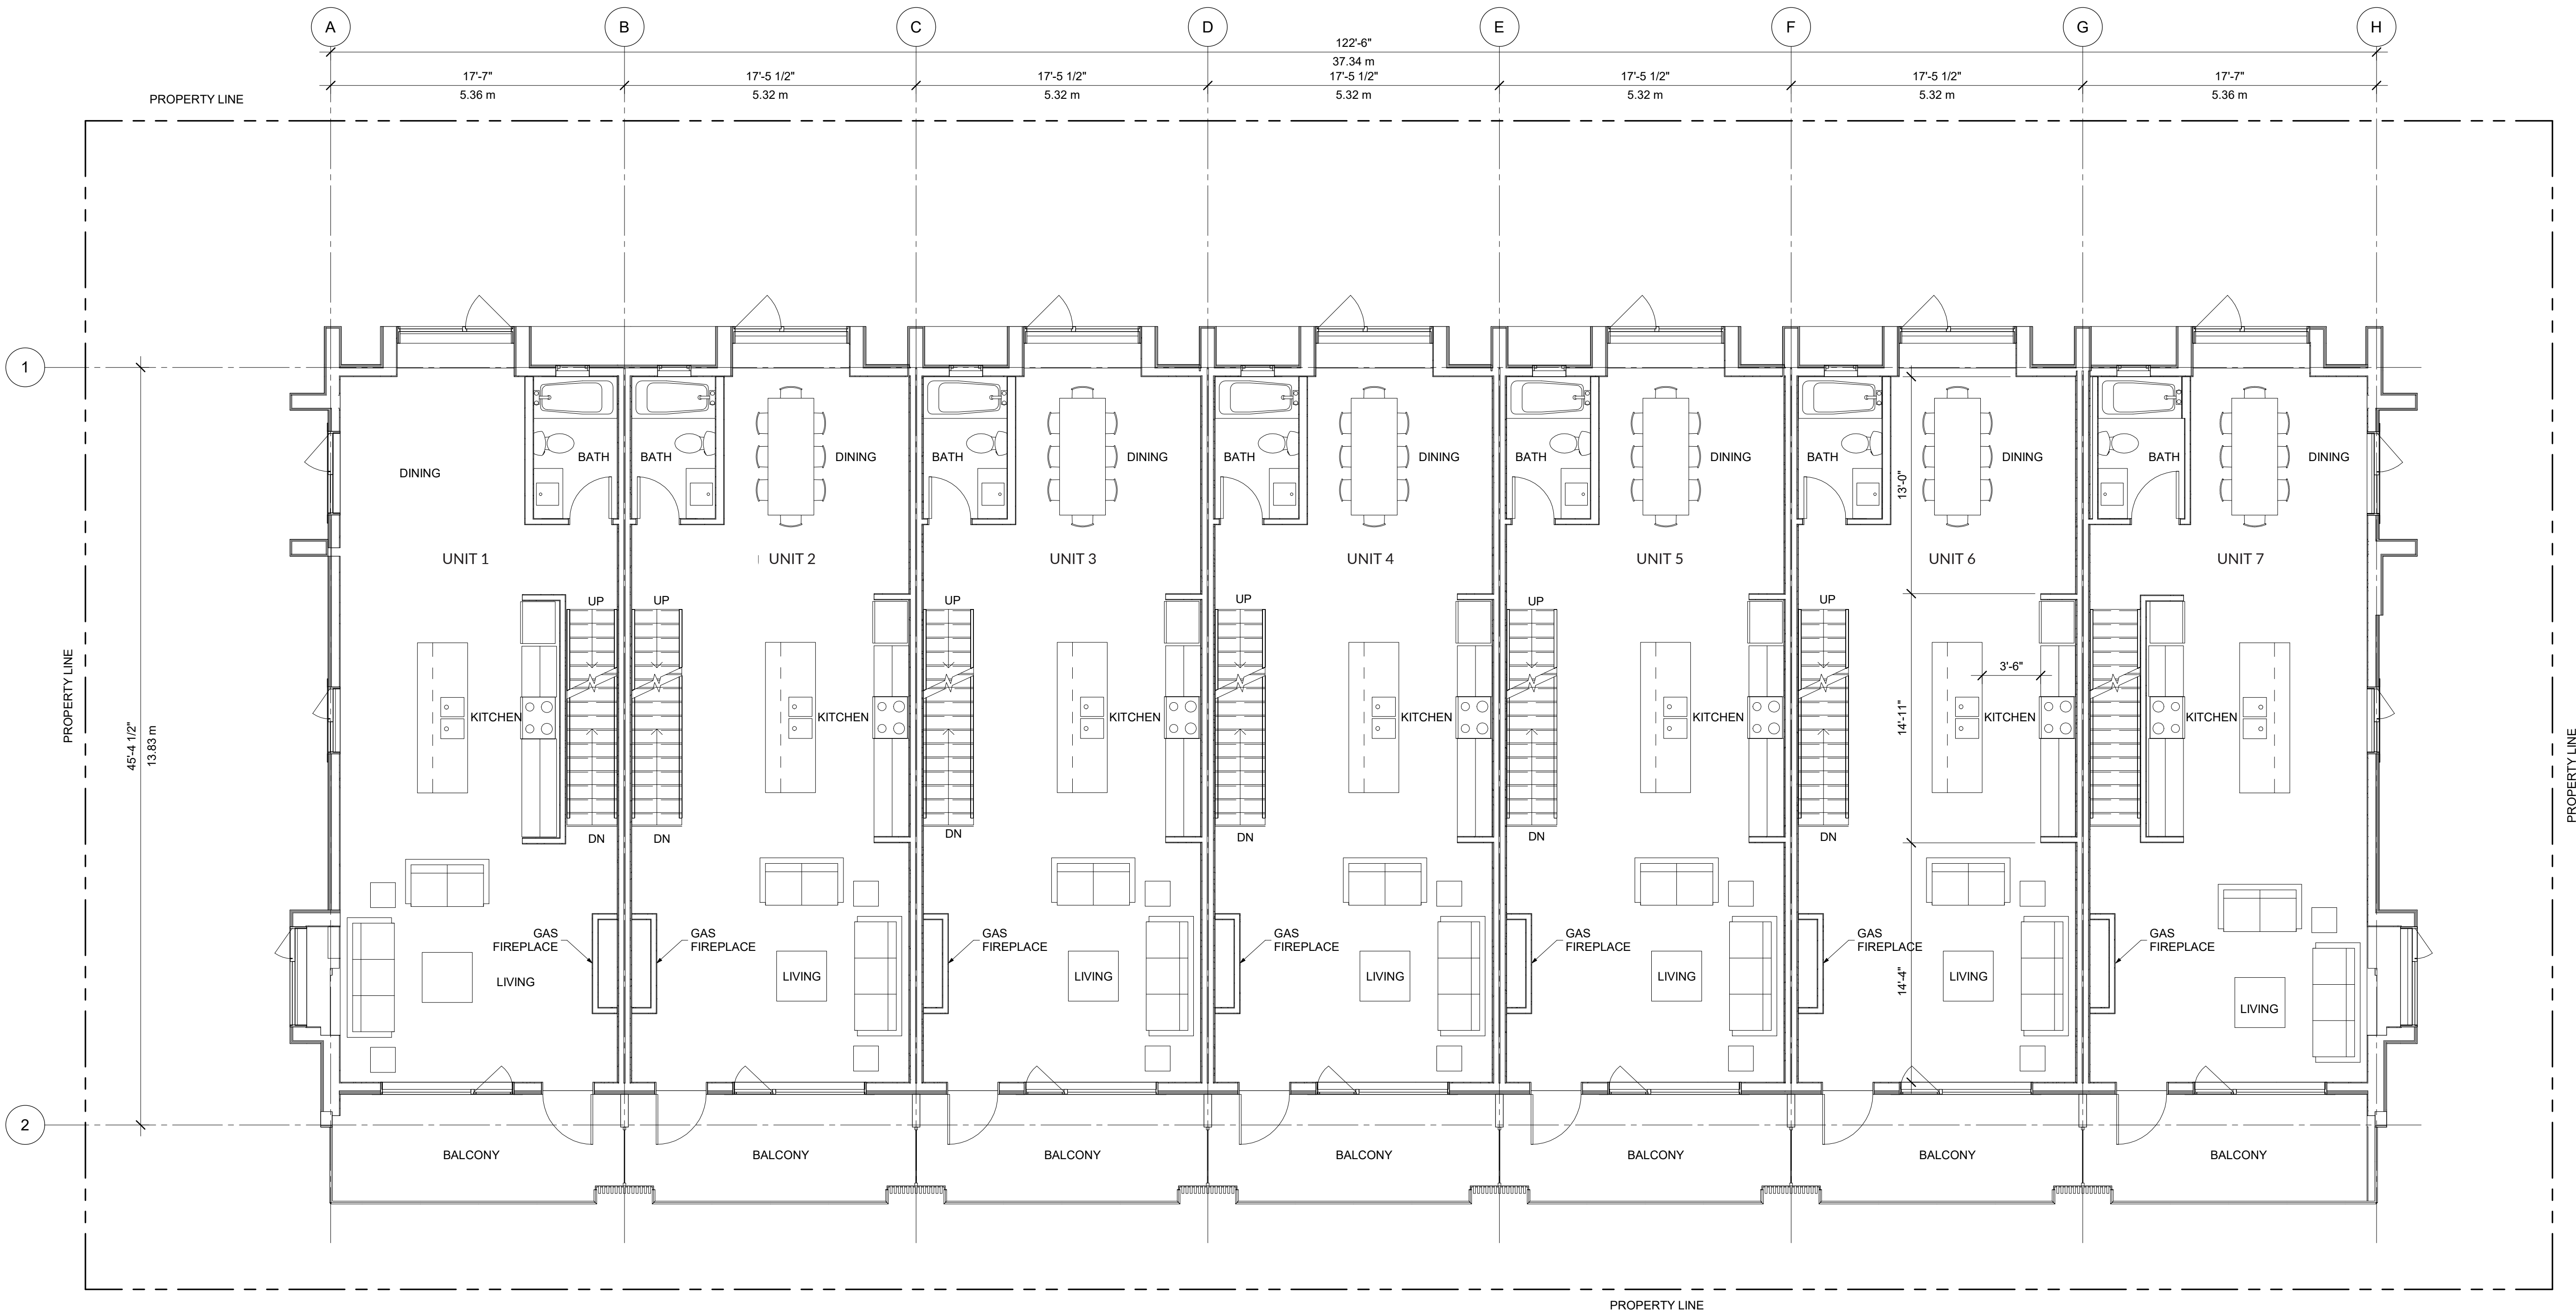 A B C D E F G H
122'-6"
37.34 m
17'-7" 17'-5 1/2" 17'-5 1/2" 17'-5 1/2" 17'-5 1/2" 17'-5 1/2" 17'-7"
5.36 m 5.32 m 5.32 m 5.32 m 5.32 m 5.32 m 5.36 m
PROPERTY LINE
1
BATH BATH DINING BATH DINING BATH DINING BATH DINING BATH DINING BATH DINING
DINING
13'-0"
UNIT 1 UNIT 2 UNIT 3 UNIT 4 UNIT 5 UNIT 6 UNIT 7
UP UP UP UP UP UP
3'-6"
PROPERTY LINE
KITCHEN KITCHEN KITCHEN KITCHEN KITCHEN KITCHEN KITCHEN
14'-11"
45'-4 1/2"
13.83 m
PROPERTY LINE
DN DN DN DN DN DN
GAS GAS GAS GAS GAS GAS GAS
FIREPLACE FIREPLACE FIREPLACE FIREPLACE FIREPLACE FIREPLACE FIREPLACE
LIVING LIVING LIVING LIVING LIVING LIVING LIVING
14'-4"
2
BALCONY BALCONY BALCONY BALCONY BALCONY BALCONY BALCONY
PROPERTY LINE